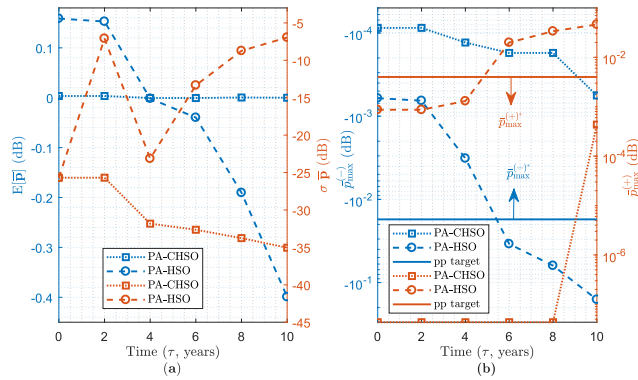 0.1
0
-0.1
-0.2
-0.3
-0.4
E[p̄] (dB)
-5
-10
-15
-20
-25
-30
-35
-40
-45
σ p̄ (dB)
PA-CHSO
PA-HSO
PA-CHSO
PA-HSO
0 2 4 6 8 10
Time (τ, years)
(a)
-10⁻⁴
-10⁻³
-10⁻²
-10⁻¹
p̄ₘₐₓ⁽⁻⁾ (dB)
10⁻²
10⁻⁴
10⁻⁶
p̄ₘₐₓ⁽⁺⁾ (dB)
p̄ₘₐₓ⁽⁺⁾*
p̄ₘₐₓ⁽⁻⁾*
PA-CHSO
PA-HSO
pp target
PA-CHSO
PA-HSO
pp target
0 2 4 6 8 10
Time (τ, years)
(b)